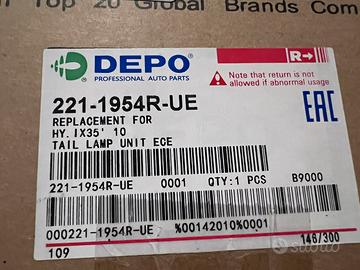 n Top 20 Global Brands Com
DEPO
PROFESSIONAL AUTO PARTS
R
Note that return is not
allowed if abnormal usage
221-1954R-UE
REPLACEMENT FOR
HY.IX35' 10
TAIL LAMP UNIT ECE
EAC
221-1954R-UE 0001 QTY:1 PCS B9000
000221-1954R-UE %00142010%0001
109 148/300
subito